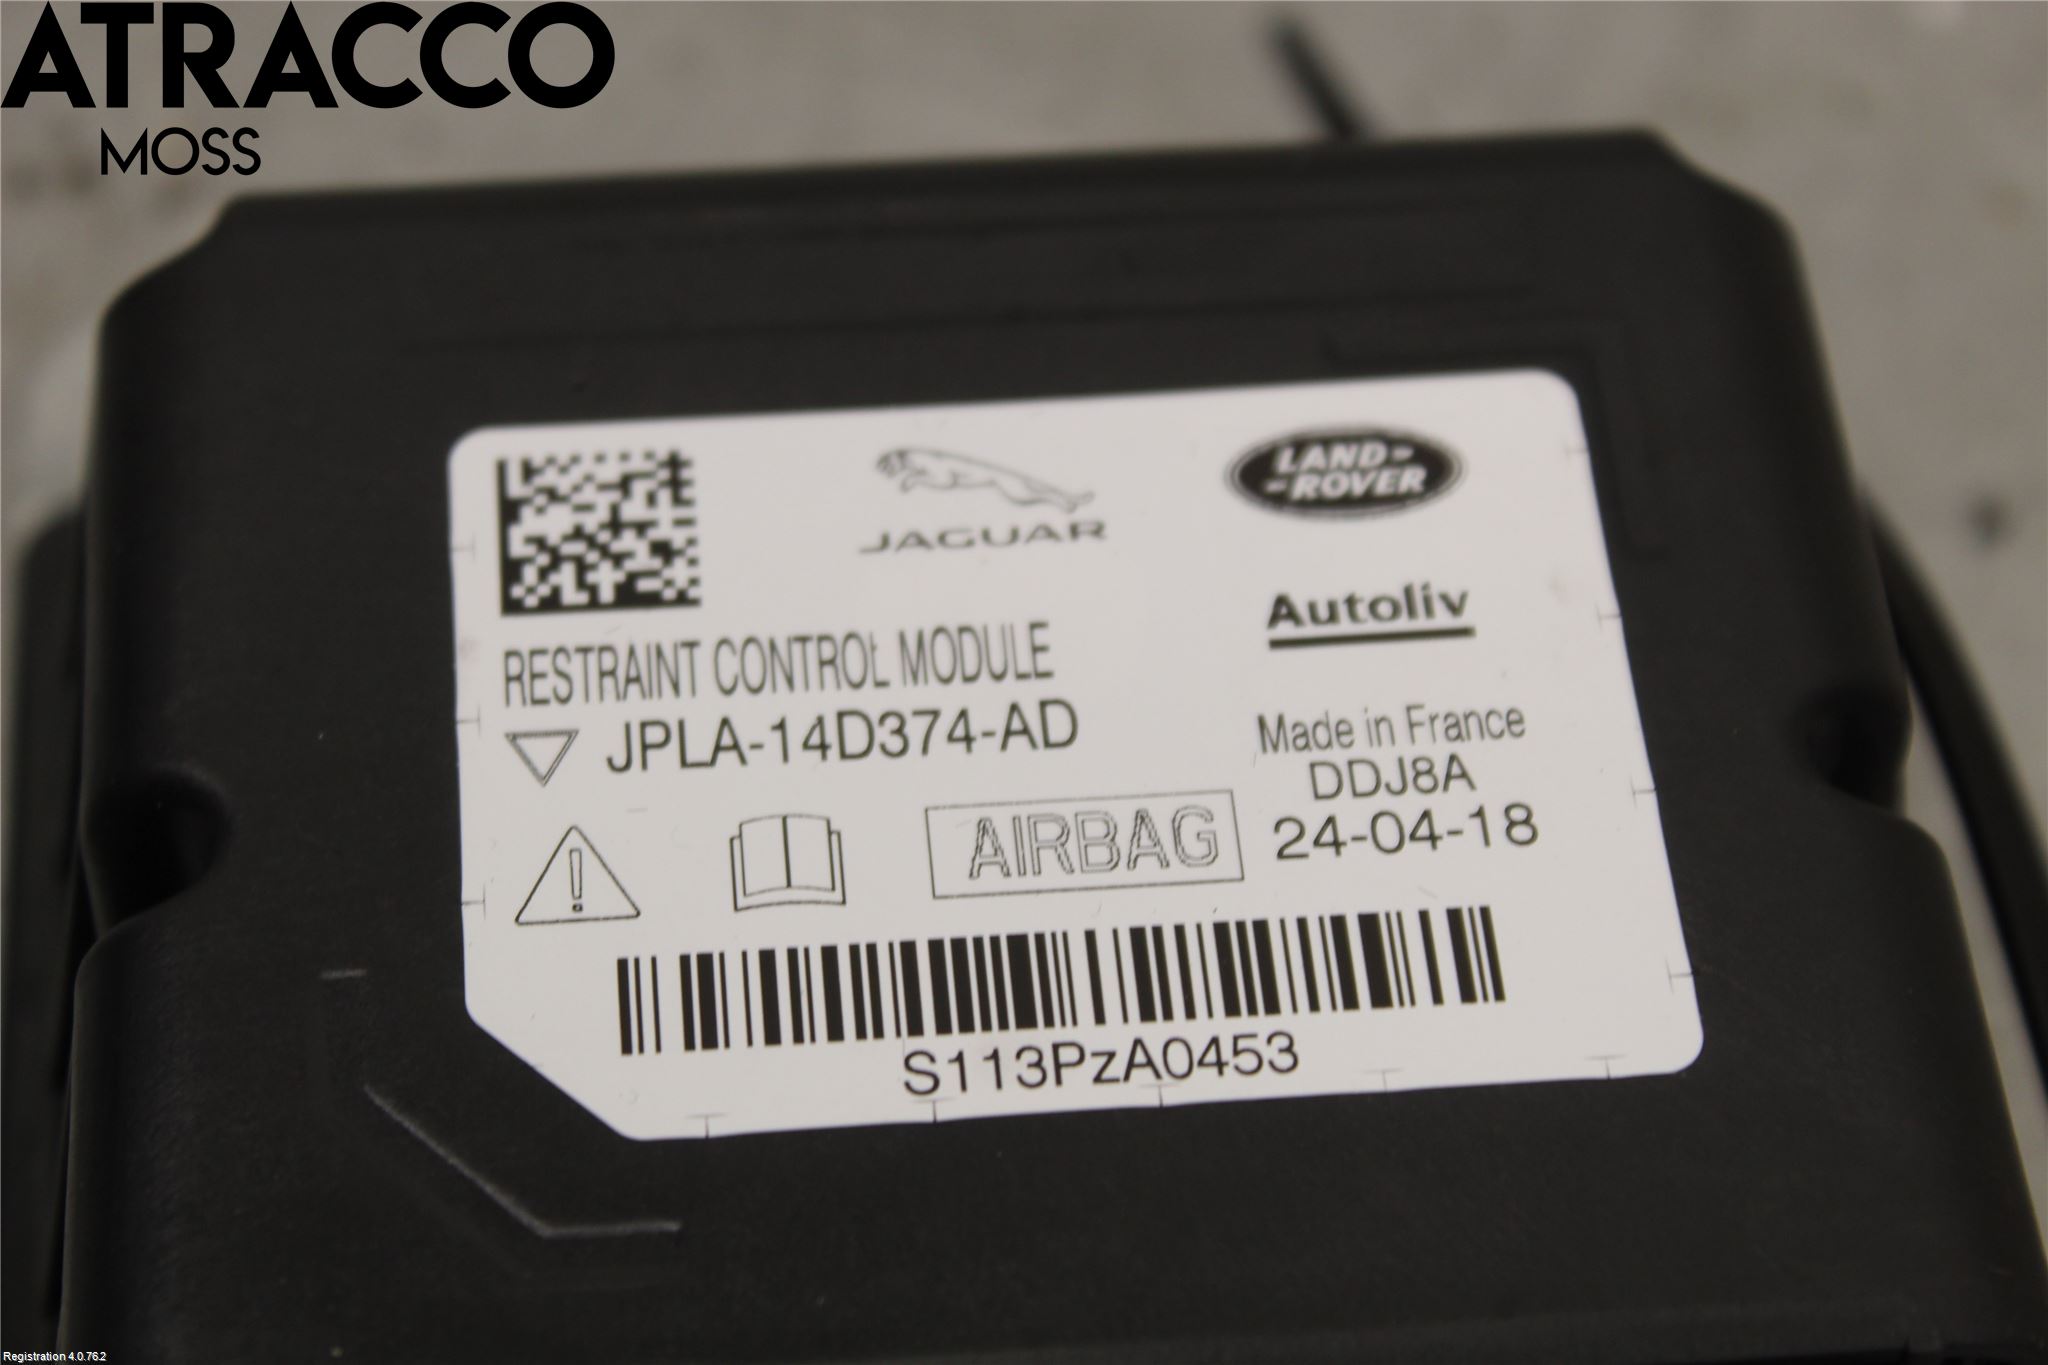 ATRACCO
MOSS
JAGUAR
LAND-
-ROVER
Autoliv
RESTRAINT CONTROL MODULE
JPLA-14D374-AD
Made in France
DDJ8A
24-04-18
AIRBAG
S113PzA0453
Registration 4.0.76.2